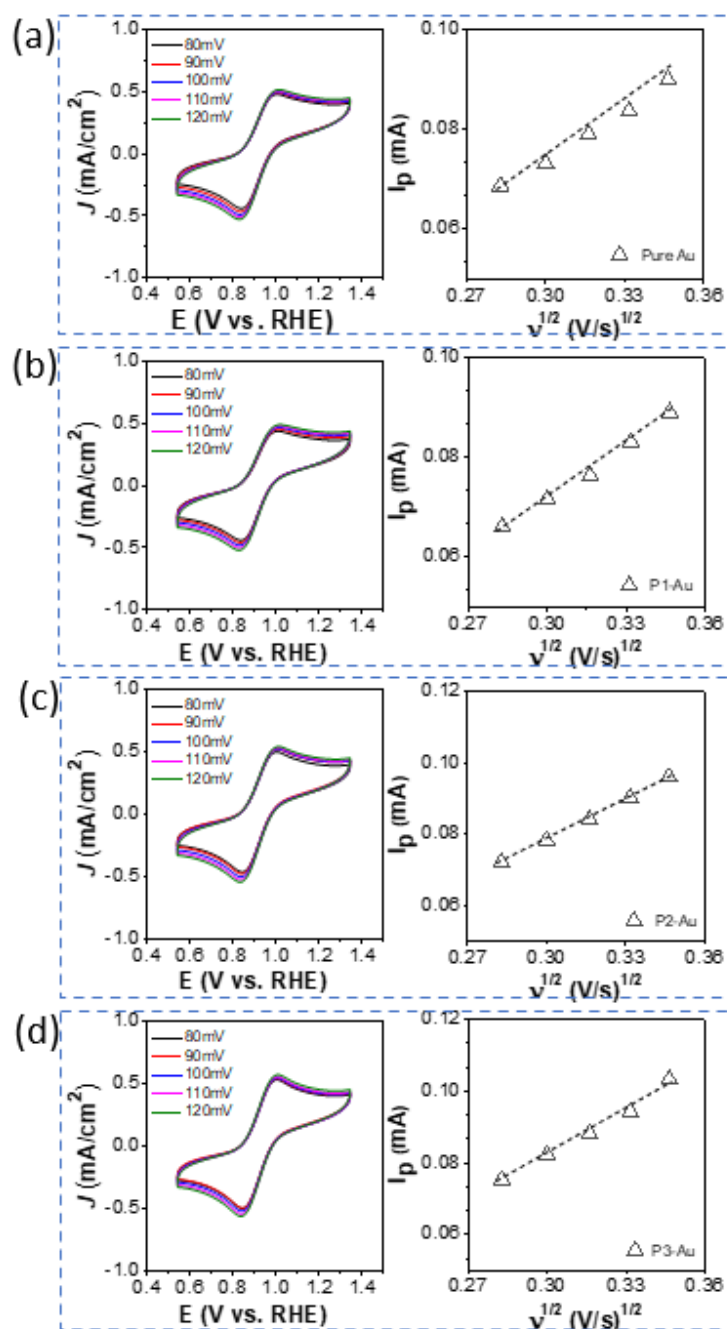 (a)
1.0
0.5
0.0
-0.5
-1.0
J (mA/cm²)
80mV
90mV
100mV
110mV
120mV
0.4 0.6 0.8 1.0 1.2 1.4
E (V vs. RHE)
0.10
0.08
0.06
Ip (mA)
Pure Au
0.27 0.30 0.33 0.36
ν1/2 (V/s)1/2
(b)
1.0
0.5
0.0
-0.5
-1.0
J (mA/cm²)
80mV
90mV
100mV
110mV
120mV
0.4 0.6 0.8 1.0 1.2 1.4
E (V vs. RHE)
0.10
0.08
0.06
Ip (mA)
P1-Au
0.27 0.30 0.33 0.36
ν1/2 (V/s)1/2
(c)
1.0
0.5
0.0
-0.5
-1.0
J (mA/cm²)
80mV
90mV
100mV
110mV
120mV
0.4 0.6 0.8 1.0 1.2 1.4
E (V vs. RHE)
0.12
0.10
0.08
0.06
Ip (mA)
P2-Au
0.27 0.30 0.33 0.36
ν1/2 (V/s)1/2
(d)
1.0
0.5
0.0
-0.5
-1.0
J (mA/cm²)
80mV
90mV
100mV
110mV
120mV
0.4 0.6 0.8 1.0 1.2 1.4
E (V vs. RHE)
0.12
0.10
0.08
0.06
Ip (mA)
P3-Au
0.27 0.30 0.33 0.36
ν1/2 (V/s)1/2